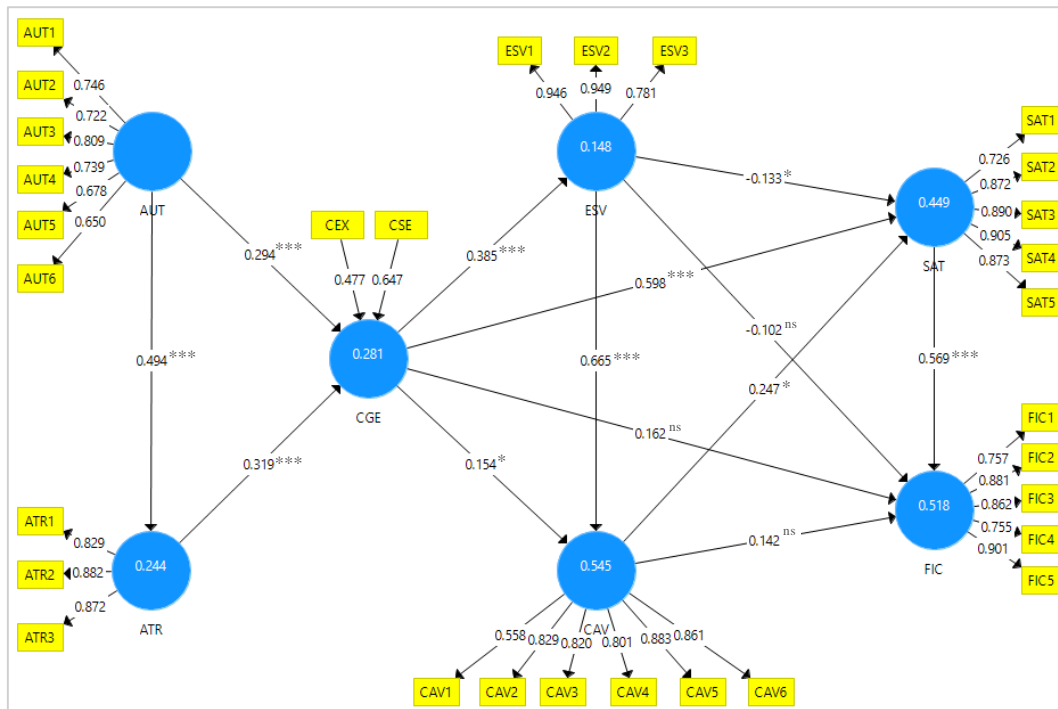 AUT1
AUT2
AUT3
AUT4
AUT5
AUT6
0.746
0.722
0.809
0.739
0.678
0.650
AUT
0.494***
0.294***
ATR1
ATR2
ATR3
0.829
0.882
0.872
0.244
ATR
0.319***
CEX
CSE
0.477
0.647
0.281
CGE
0.385***
0.598***
0.162 ns
0.154*
ESV1
ESV2
ESV3
0.946
0.949
0.781
0.148
ESV
-0.133*
-0.102 ns
0.665***
0.247*
0.142 ns
0.545
CAV
0.558
0.829
0.820
0.801
0.883
0.861
CAV1
CAV2
CAV3
CAV4
CAV5
CAV6
SAT1
SAT2
SAT3
SAT4
SAT5
0.726
0.872
0.890
0.905
0.873
0.449
SAT
0.569***
FIC1
FIC2
FIC3
FIC4
FIC5
0.757
0.881
0.862
0.755
0.901
0.518
FIC